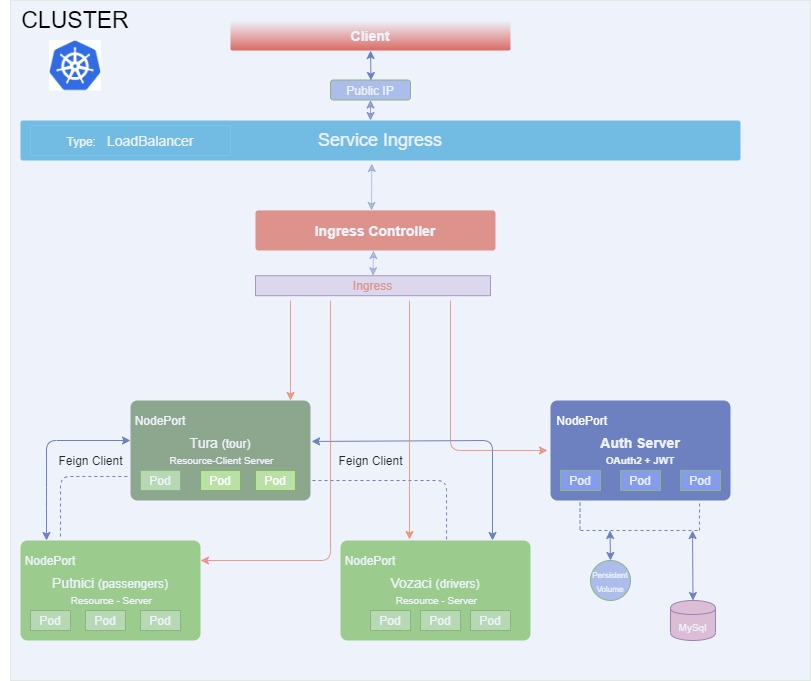 CLUSTER
Client
Public IP
Type: LoadBalancer
Service Ingress
Ingress Controller
Ingress
NodePort
Tura (tour)
Resource-Client Server
Pod Pod Pod
NodePort
Auth Server
OAuth2 + JWT
Pod Pod Pod
Feign Client
Feign Client
NodePort
Putnici (passengers)
Resource - Server
Pod Pod Pod
NodePort
Vozaci (drivers)
Resource - Server
Pod Pod Pod
Persistent
Volume
MySql